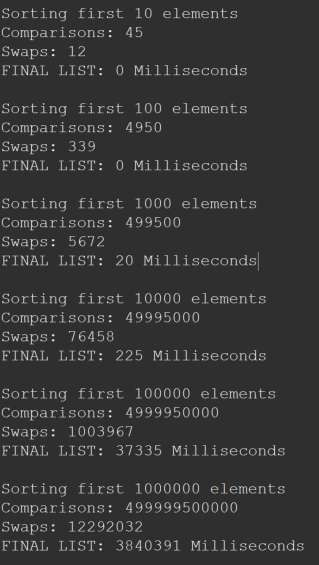 Sorting first 10 elements
Comparisons: 45
Swaps: 12
FINAL LIST: 0 Milliseconds
Sorting first 100 elements
Comparisons: 4950
Swaps: 339
FINAL LIST: 0 Milliseconds
Sorting first 1000 elements
Comparisons: 499500
Swaps: 5672
FINAL LIST: 20 Milliseconds
Sorting first 10000 elements
Comparisons: 49995000
Swaps: 76458
FINAL LIST: 225 Milliseconds
Sorting first 100000 elements
Comparisons: 4999950000
Swaps: 1003967
FINAL LIST: 37335 Milliseconds
Sorting first 1000000 elements
Comparisons: 499999500000
Swaps: 12292032
FINAL LIST: 3840391 Milliseconds